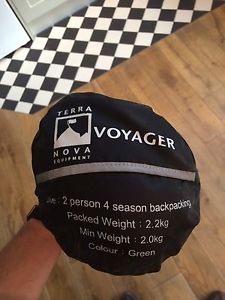 TERRA
NOVA
EQUIPMENT
VOYAGER
: 2 person 4 season backpacking
Packed Weight : 2.2kg
Min Weight : 2.0kg
Colour : Green